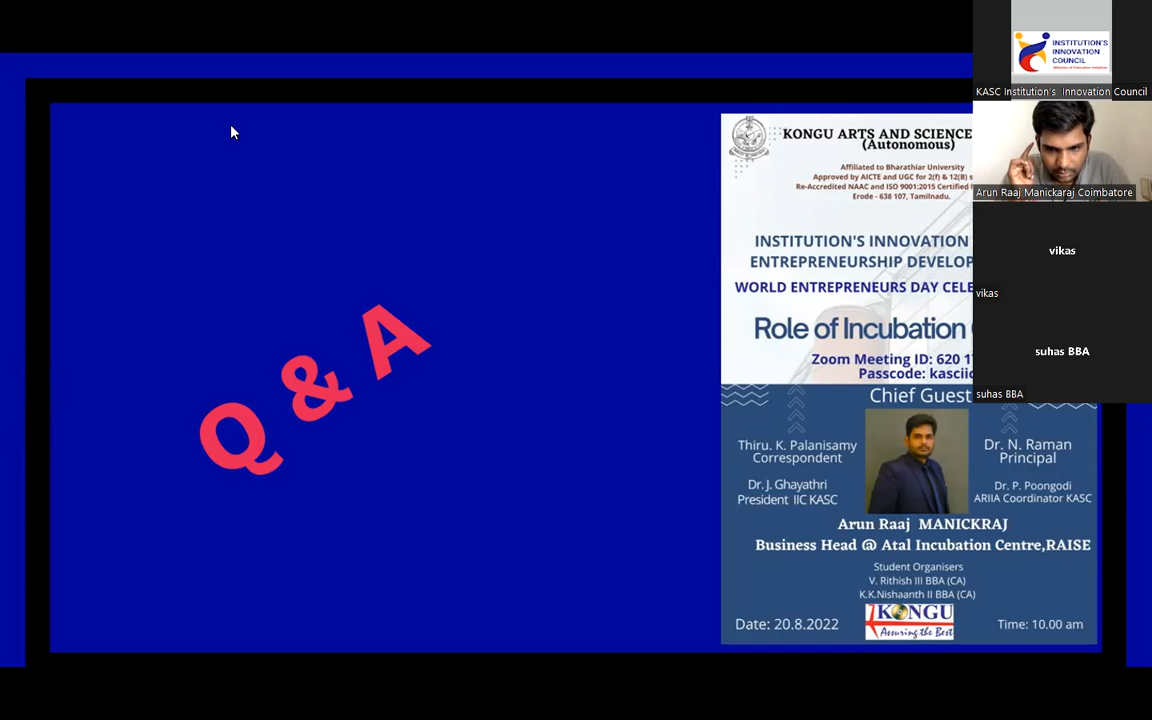 Q & A
KONGU ARTS AND SCIENCE
(Autonomous)
Affiliated to Bharathiar University
Approved by AICTE and UGC for 2(f) & 12(B) s
Re-Accredited NAAC and ISO 9001:2015 Certified
Erode - 638 107, Tamilnadu.
INSTITUTION'S INNOVATION
ENTREPRENEURSHIP DEVELOP
WORLD ENTREPRENEURS DAY CELE
Role of Incubation
Zoom Meeting ID: 620 17
Passcode: kasciic
Chief Guest
Thiru. K. Palanisamy
Correspondent
Dr. J. Ghayathri
President IIC KASC
Dr. N. Raman
Principal
Dr. P. Poongodi
ARIIA Coordinator KASC
Arun Raaj MANICKRAJ
Business Head @ Atal Incubation Centre,RAISE
Student Organisers
V. Rithish III BBA (CA)
K.K.Nishaanth II BBA (CA)
Date: 20.8.2022
KONGU
Assuring the Best
Time: 10.00 am
INSTITUTION'S
INNOVATION
COUNCIL
KASC Institution's Innovation Council
Arun Raaj Manickaraj Coimbatore
vikas
vikas
suhas BBA
suhas BBA